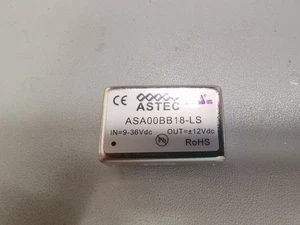 CE
ASTEC
ASA00BB18-LS
IN=9-36Vdc OUT=±12Vdc
RoHS